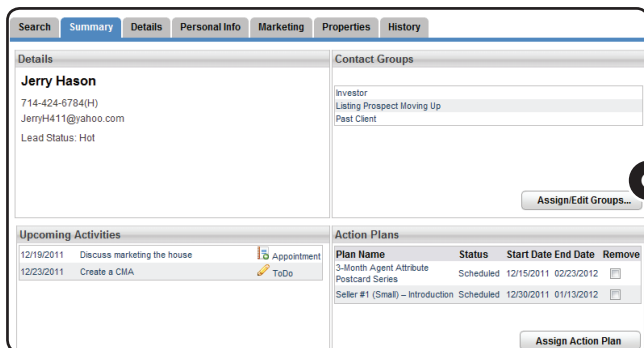 Search Summary Details Personal Info Marketing Properties History
Details
Jerry Hason
714-424-6784(H)
JerryH411@yahoo.com
Lead Status: Hot
Contact Groups
Investor
Listing Prospect Moving Up
Past Client
Assign/Edit Groups...
Upcoming Activities
12/19/2011 Discuss marketing the house Appointment
12/23/2011 Create a CMA ToDo
Action Plans
Plan Name Status Start Date End Date Remove
3-Month Agent Attribute
Postcard Series Scheduled 12/15/2011 02/23/2012
Seller #1 (Small) – Introduction Scheduled 12/30/2011 01/13/2012
Assign Action Plan